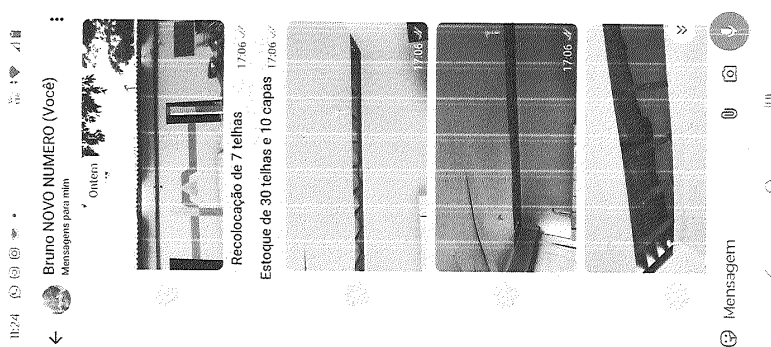 11:24
Bruno NOVO NUMERO (Você)
Mensagens para mim
Ontem
Recolocação de 7 telhas 17:06
Estoque de 30 telhas e 10 capas 17:06
17:06
17:06
Mensagem